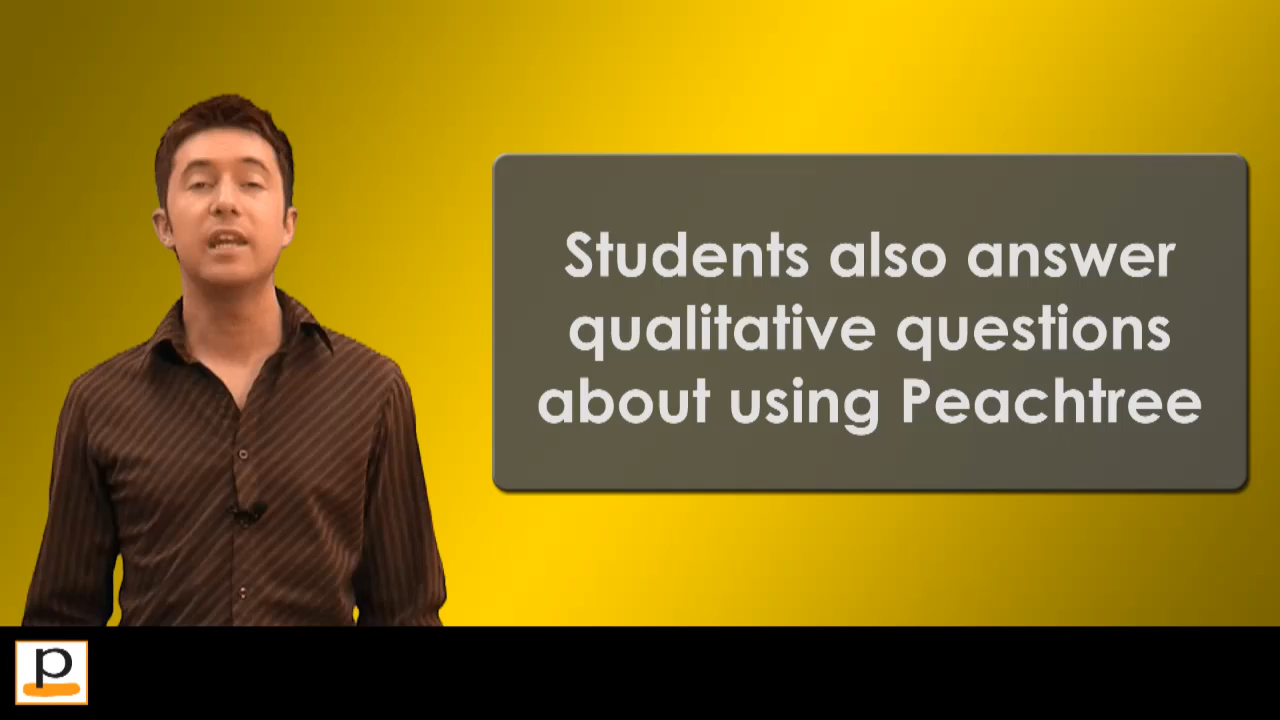 Students also answer
qualitative questions
about using Peachtree
p